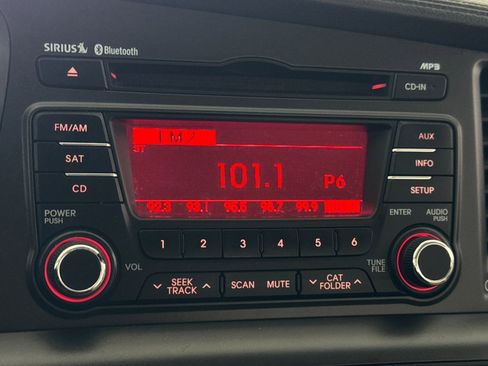 SIRIUS Bluetooth MP3
CD-IN
FM/AM FM2 AUX
ST
SAT 101.1 P6 INFO
CD SETUP
POWER PUSH ENTER AUDIO PUSH
1 2 3 4 5 6
VOL SEEK TRACK SCAN MUTE CAT FOLDER TUNE FILE